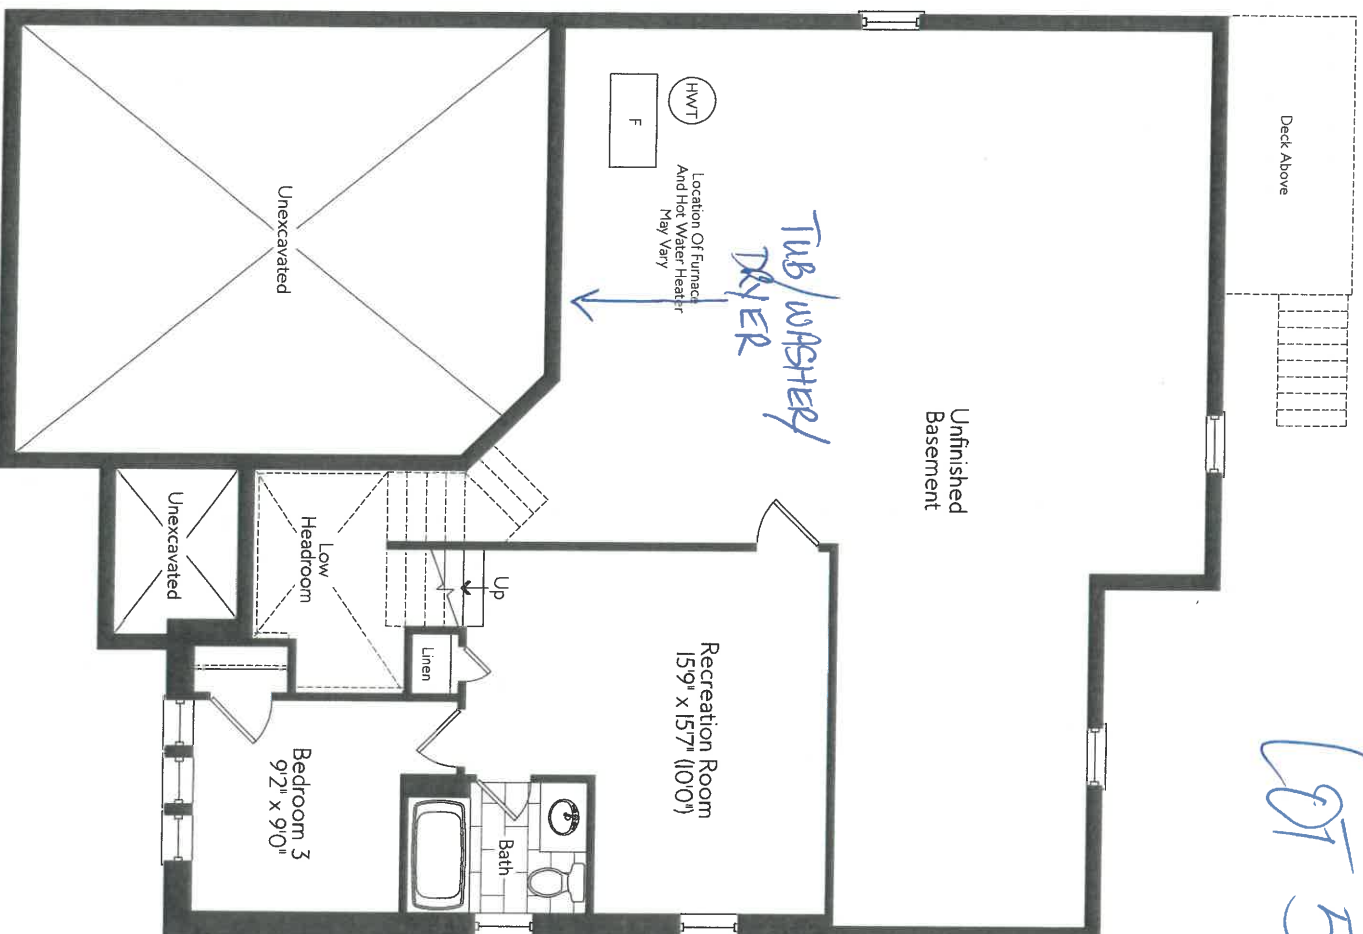 Deck Above
HWT
F
Location Of Furnace
And Hot Water Heater
May Vary
TUB/WASHER/
DRYER
Unfinished
Basement
Unexcavated
Unexcavated
Low
Headroom
Up
Linen
Recreation Room
15'9" x 15'7" (10'0")
Bedroom 3
9'2" x 9'0"
Bath
LOT 5